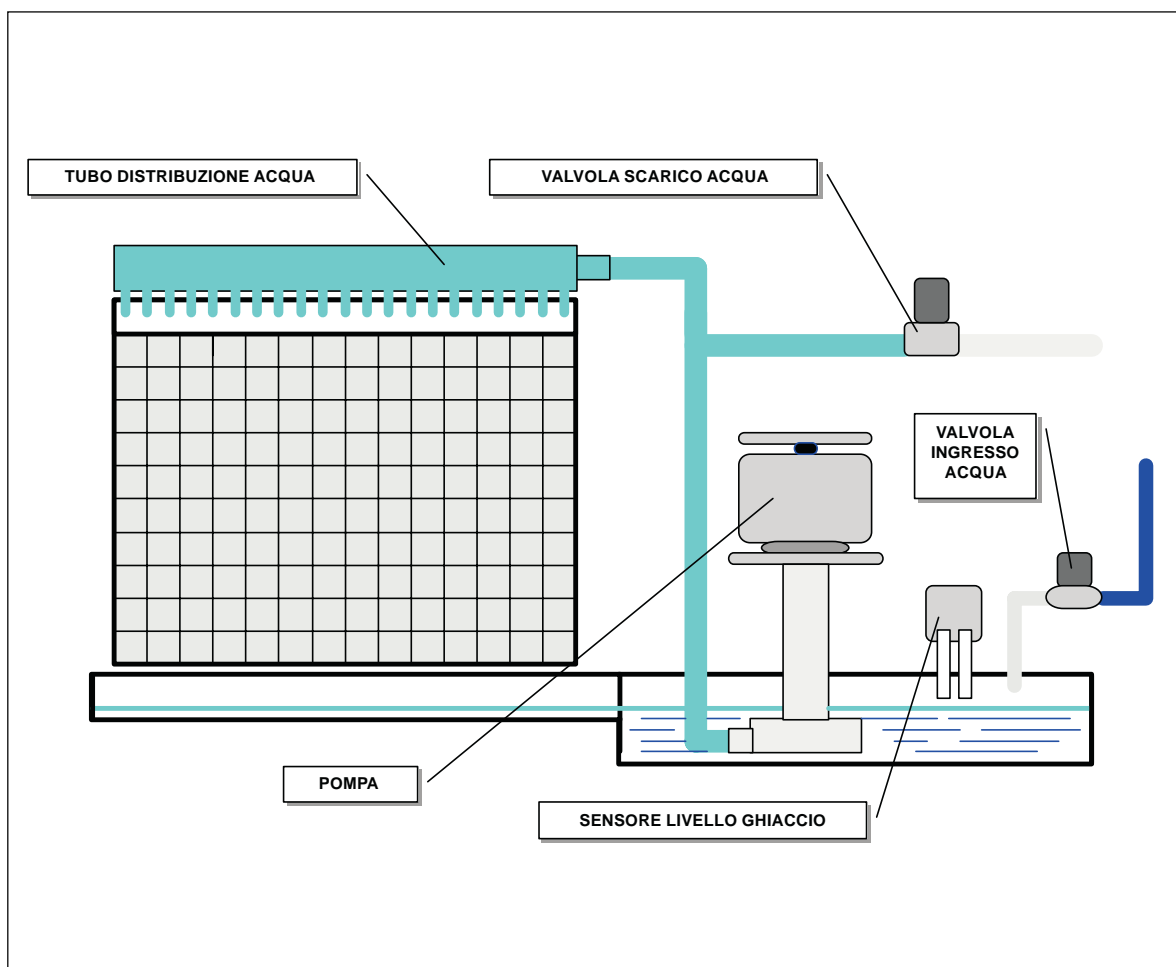 TUBO DISTRIBUZIONE ACQUA
VALVOLA SCARICO ACQUA
VALVOLA
INGRESSO
ACQUA
POMPA
SENSORE LIVELLO GHIACCIO